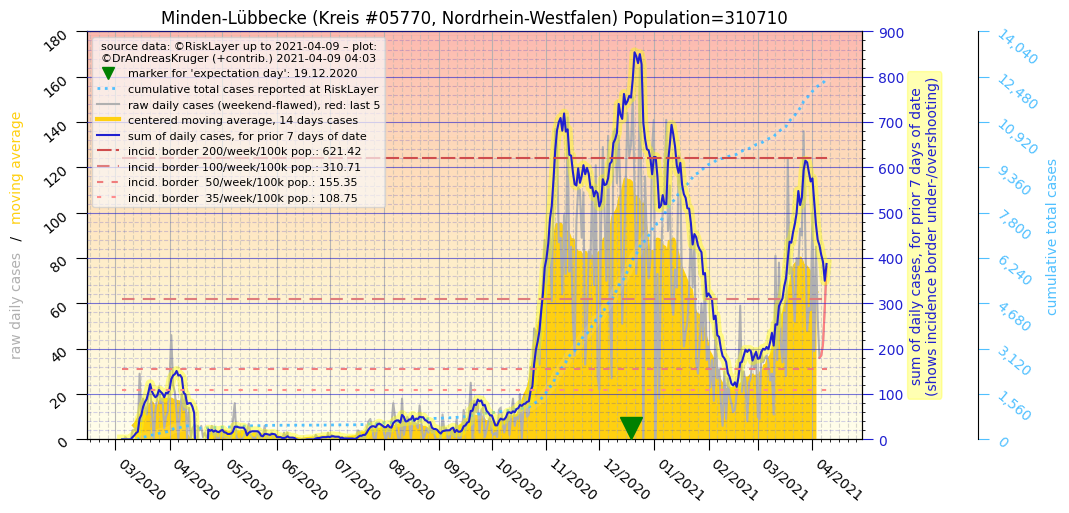 Minden-Lübbecke (Kreis #05770, Nordrhein-Westfalen) Population=310710
source data: ©RiskLayer up to 2021-04-09 – plot:
©DrAndreasKruger (+contrib.) 2021-04-09 04:03
marker for 'expectation day': 19.12.2020
cumulative total cases reported at RiskLayer
raw daily cases (weekend-flawed), red: last 5
centered moving average, 14 days cases
sum of daily cases, for prior 7 days of date
incid. border 200/week/100k pop.: 621.42
incid. border 100/week/100k pop.: 310.71
incid. border  50/week/100k pop.: 155.35
incid. border  35/week/100k pop.: 108.75
raw daily cases  /  moving average
180
160
140
120
100
80
60
40
20
0
03/2020
04/2020
05/2020
06/2020
07/2020
08/2020
09/2020
10/2020
11/2020
12/2020
01/2021
02/2021
03/2021
04/2021
900
800
700
600
500
400
300
200
100
0
sum of daily cases, for prior 7 days of date
(shows incidence border under-/overshooting)
14,040
12,480
10,920
9,360
7,800
6,240
4,680
3,120
1,560
0
cumulative total cases